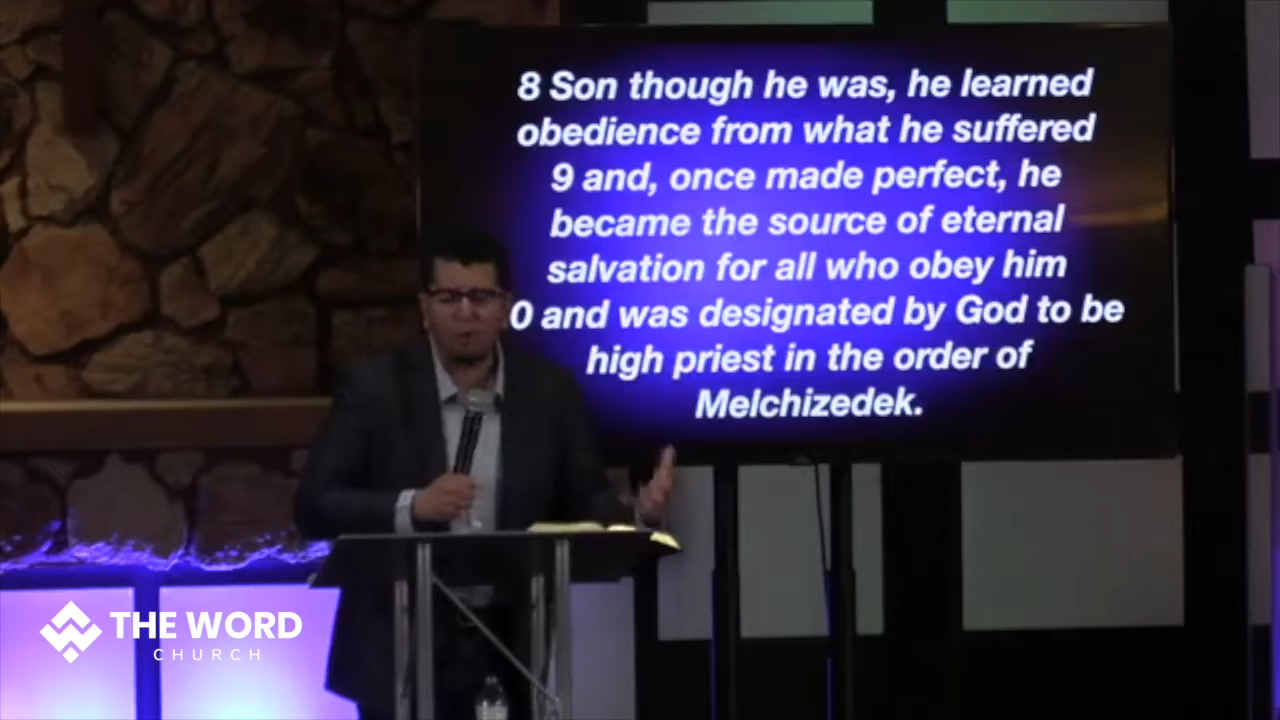 8 Son though he was, he learned
obedience from what he suffered
9 and, once made perfect, he
became the source of eternal
salvation for all who obey him
0 and was designated by God to be
high priest in the order of
Melchizedek.
THE WORD
CHURCH